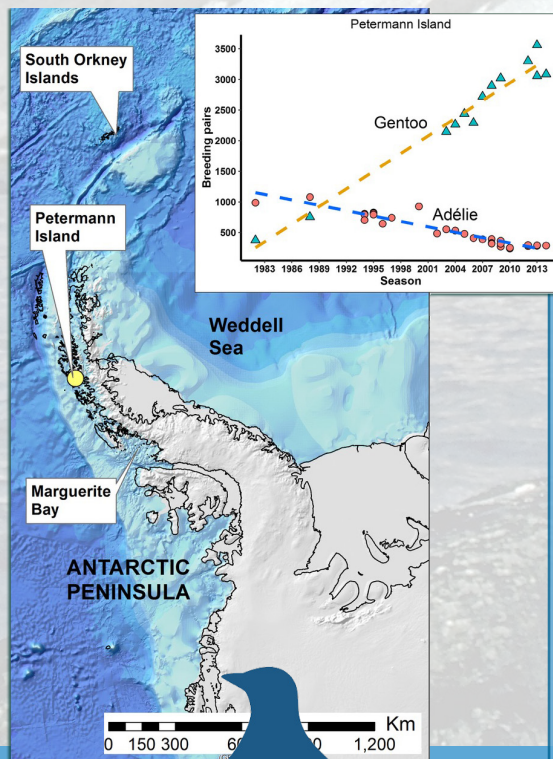 Petermann Island
Breeding pairs
3500
3000
2500
2000
1500
1000
500
Gentoo
Adélie
1983 1986 1989 1992 1995 1998 2001 2004 2007 2010 2013
Season
South Orkney
Islands
Petermann
Island
Weddell
Sea
Marguerite
Bay
ANTARCTIC
PENINSULA
Km
0 150 300 1,200